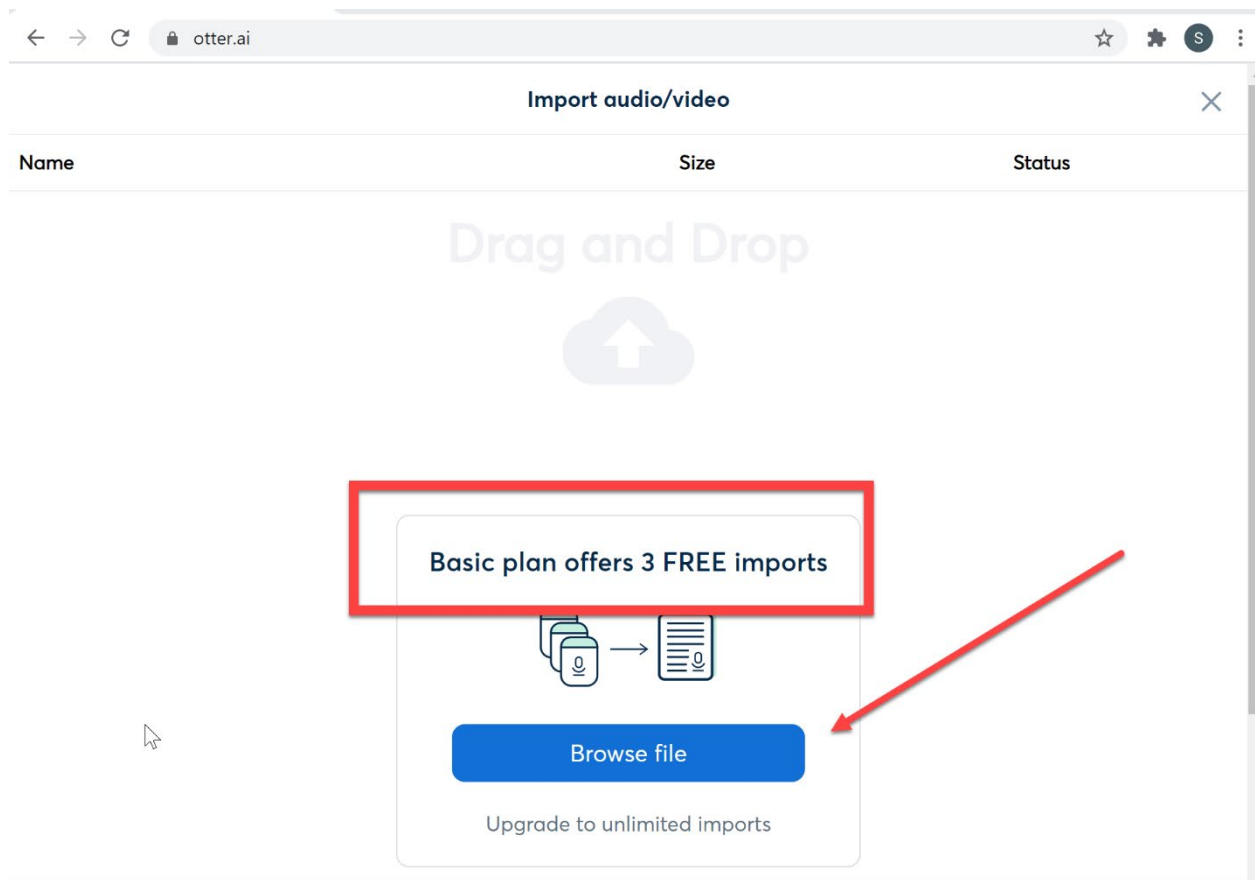 otter.ai
S
Import audio/video
Name Size Status
Drag and Drop
Basic plan offers 3 FREE imports
Browse file
Upgrade to unlimited imports